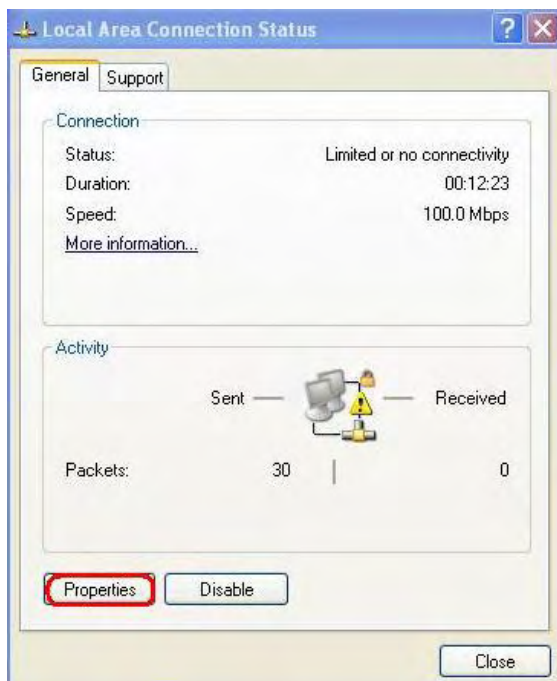 Local Area Connection Status
General Support
Connection
Status: Limited or no connectivity
Duration: 00:12:23
Speed: 100.0 Mbps
More information...
Activity
Sent Received
Packets: 30 0
Properties Disable
Close